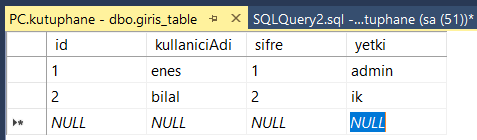 PC.kutuphane - dbo.giris_table SQLQuery2.sql -...tuphane (sa (51))*
id kullaniciAdi sifre yetki
1 enes 1 admin
2 bilal 2 ik
NULL NULL NULL NULL